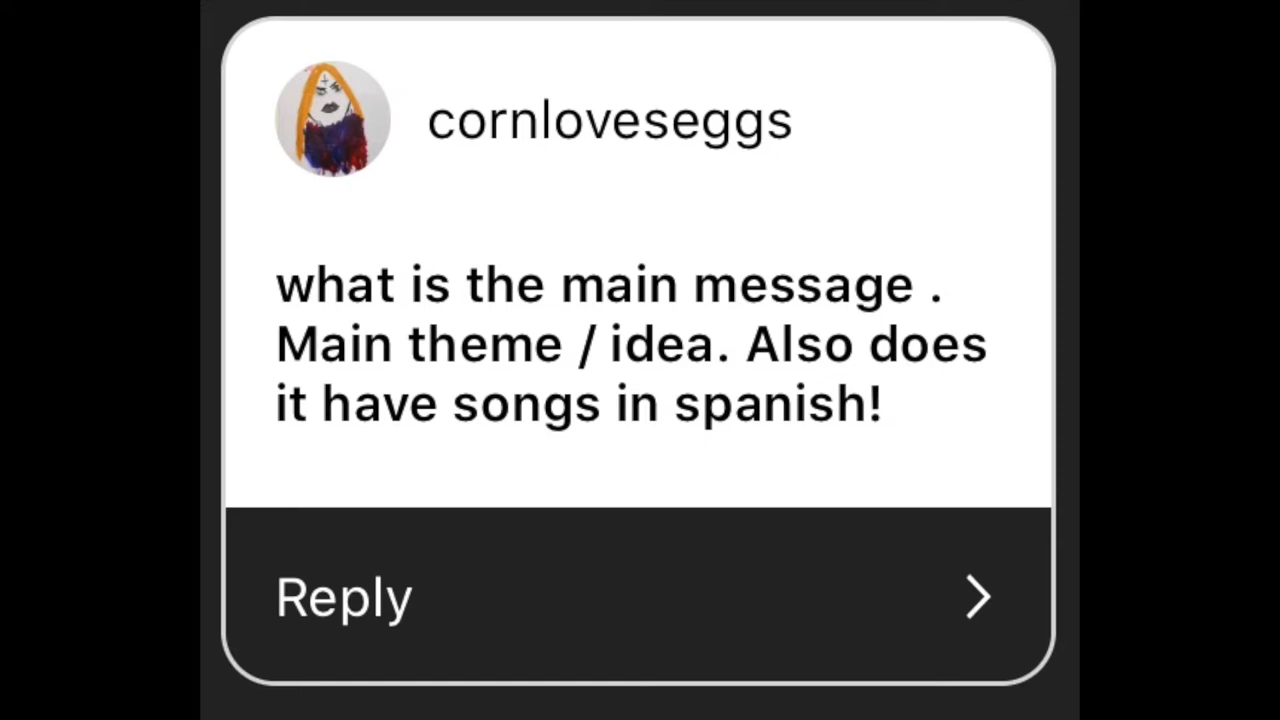 cornloveseggs
what is the main message .
Main theme / idea. Also does
it have songs in spanish!
Reply